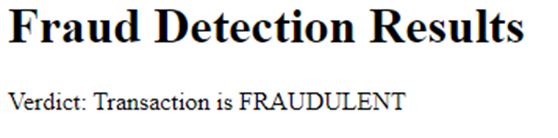 Fraud Detection Results
Verdict: Transaction is FRAUDULENT